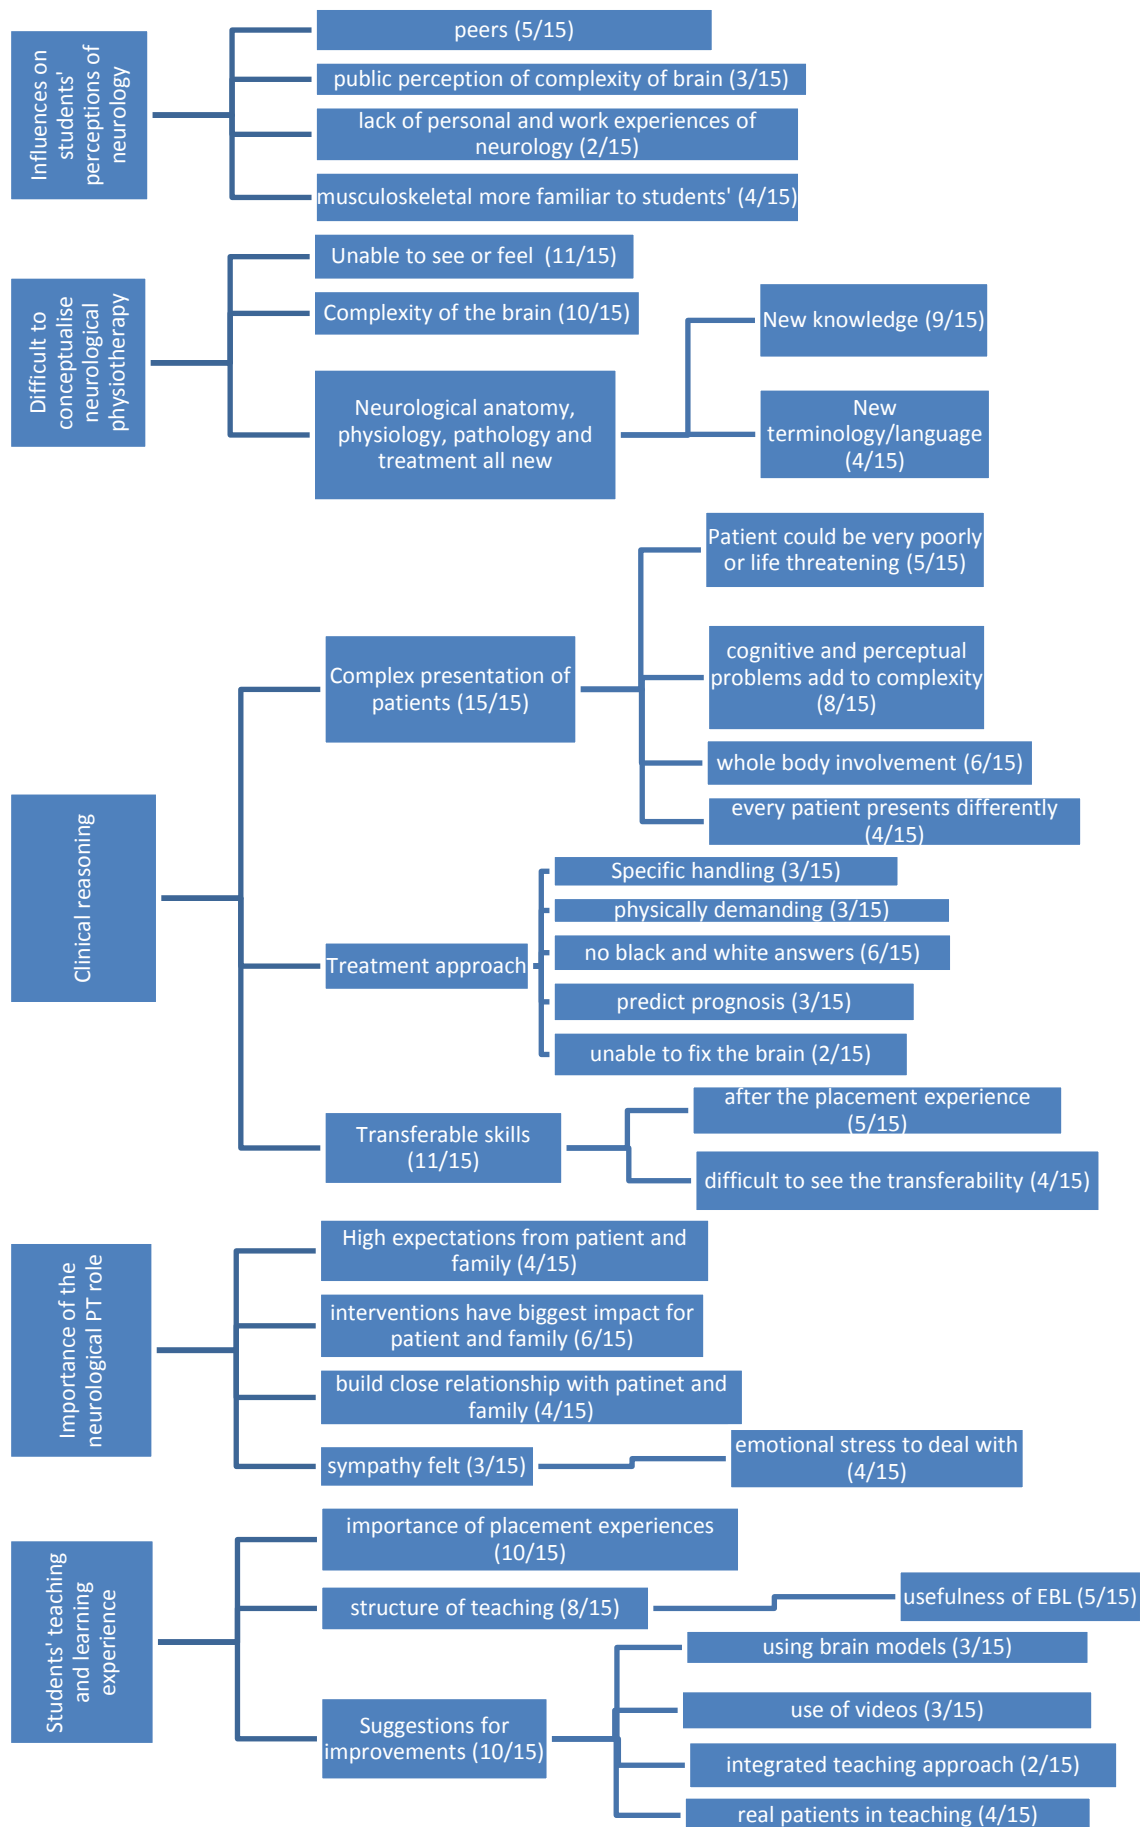 Influences on
students'
perceptions of
neurology
peers (5/15)
public perception of complexity of brain (3/15)
lack of personal and work experiences of
neurology (2/15)
musculoskeletal more familiar to students' (4/15)
Difficult to
conceptualise
neurological
physiotherapy
Unable to see or feel (11/15)
Complexity of the brain (10/15)
Neurological anatomy,
physiology, pathology and
treatment all new
New knowledge (9/15)
New
terminology/language
(4/15)
Clinical reasoning
Complex presentation of
patients (15/15)
Patient could be very poorly
or life threatening (5/15)
cognitive and perceptual
problems add to complexity
(8/15)
whole body involvement (6/15)
every patient presents differently
(4/15)
Treatment approach
Specific handling (3/15)
physically demanding (3/15)
no black and white answers (6/15)
predict prognosis (3/15)
unable to fix the brain (2/15)
Transferable skills
(11/15)
after the placement experience
(5/15)
difficult to see the transferability (4/15)
Importance of the
neurological PT role
High expectations from patient and
family (4/15)
interventions have biggest impact for
patient and family (6/15)
build close relationship with patinet and
family (4/15)
sympathy felt (3/15)
emotional stress to deal with
(4/15)
Students' teaching
and learning
experience
importance of placement experiences
(10/15)
structure of teaching (8/15)
usefulness of EBL (5/15)
Suggestions for
improvements (10/15)
using brain models (3/15)
use of videos (3/15)
integrated teaching approach (2/15)
real patients in teaching (4/15)